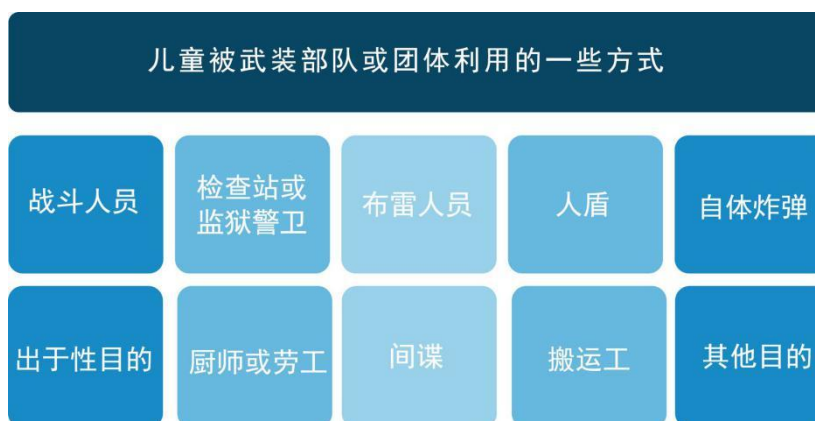 儿童被武装部队或团体利用的一些方式
战斗人员
检查站或
监狱警卫
布雷人员
人盾
自体炸弹
出于性目的
厨师或劳工
间谍
搬运工
其他目的